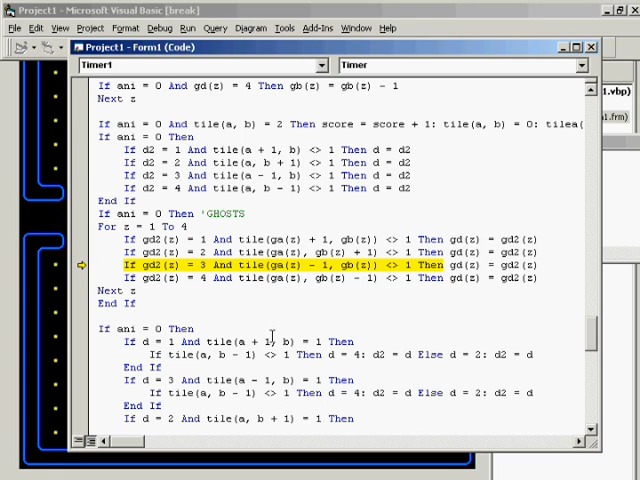 Project1 - Microsoft Visual Basic [break]
File Edit View Project Format Debug Run Query Diagram Tools Add-Ins Window Help
Project1 - Form1 (Code)
Timer1 Timer
If ani = 0 And gd(z) = 4 Then gb(z) = gb(z) - 1
Next z
If ani = 0 And tile(a, b) = 2 Then score = score + 1: tile(a, b) = 0: tilea(
If ani = 0 Then
If d2 = 1 And tile(a + 1, b) <> 1 Then d = d2
If d2 = 2 And tile(a, b + 1) <> 1 Then d = d2
If d2 = 3 And tile(a - 1, b) <> 1 Then d = d2
If d2 = 4 And tile(a, b - 1) <> 1 Then d = d2
End If
If ani = 0 Then 'GHOSTS
For z = 1 To 4
If gd2(z) = 1 And tile(ga(z) + 1, gb(z)) <> 1 Then gd(z) = gd2(z)
If gd2(z) = 2 And tile(ga(z), gb(z) + 1) <> 1 Then gd(z) = gd2(z)
If gd2(z) = 3 And tile(ga(z) - 1, gb(z)) <> 1 Then gd(z) = gd2(z)
If gd2(z) = 4 And tile(ga(z), gb(z) - 1) <> 1 Then gd(z) = gd2(z)
Next z
End If
If ani = 0 Then
If d = 1 And tile(a + 1, b) = 1 Then
If tile(a, b - 1) <> 1 Then d = 4: d2 = d Else d = 2: d2 = d
End If
If d = 3 And tile(a - 1, b) = 1 Then
If tile(a, b - 1) <> 1 Then d = 4: d2 = d Else d = 2: d2 = d
End If
If d = 2 And tile(a, b + 1) = 1 Then
1.vbp)
1.frm)